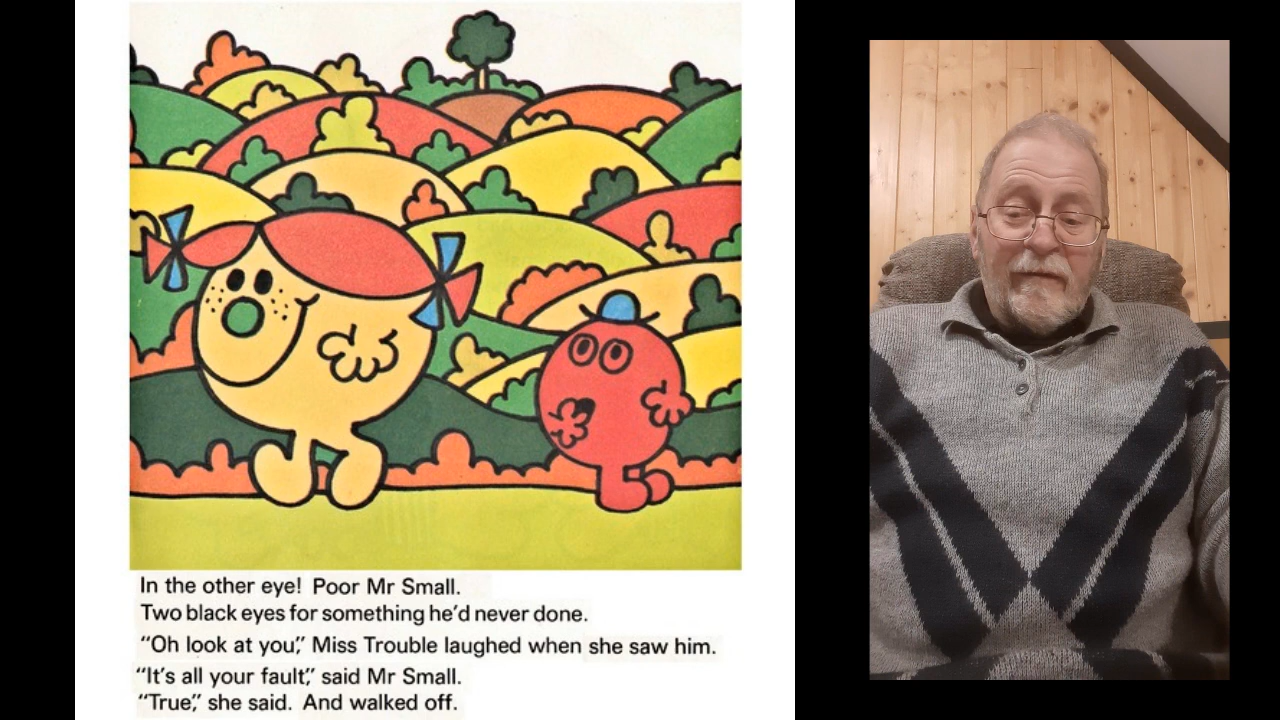 In the other eye! Poor Mr Small.
Two black eyes for something he'd never done.
“Oh look at you,” Miss Trouble laughed when she saw him.
“It's all your fault,” said Mr Small.
“True,” she said. And walked off.